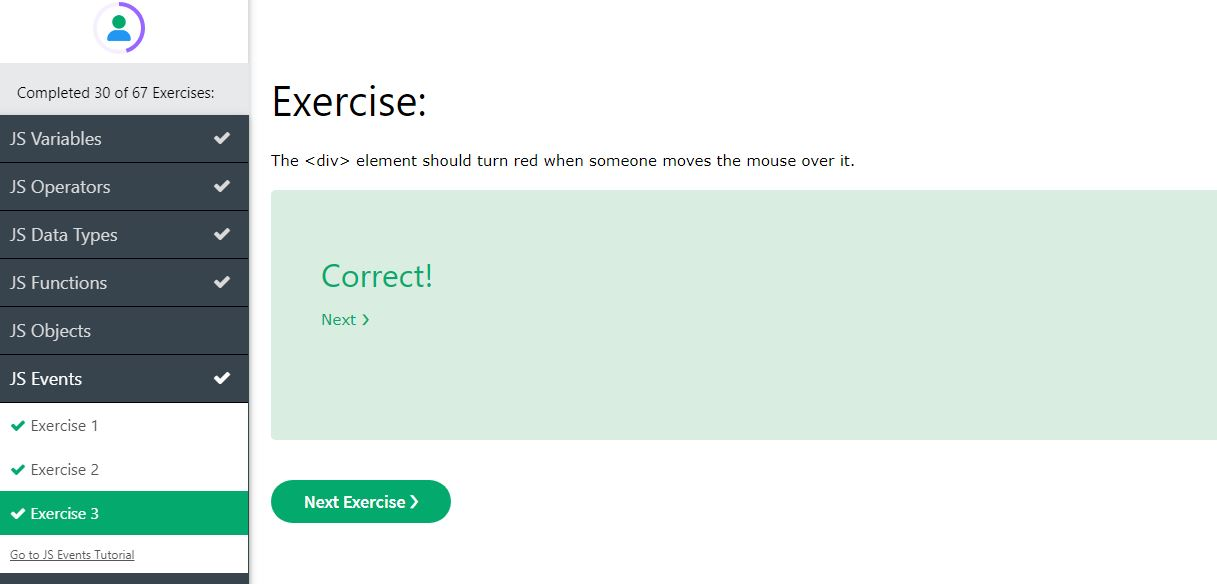 Completed 30 of 67 Exercises:
JS Variables
JS Operators
JS Data Types
JS Functions
JS Objects
JS Events
Exercise 1
Exercise 2
Exercise 3
Go to JS Events Tutorial
Exercise:
The <div> element should turn red when someone moves the mouse over it.
Correct!
Next ❯
Next Exercise ❯